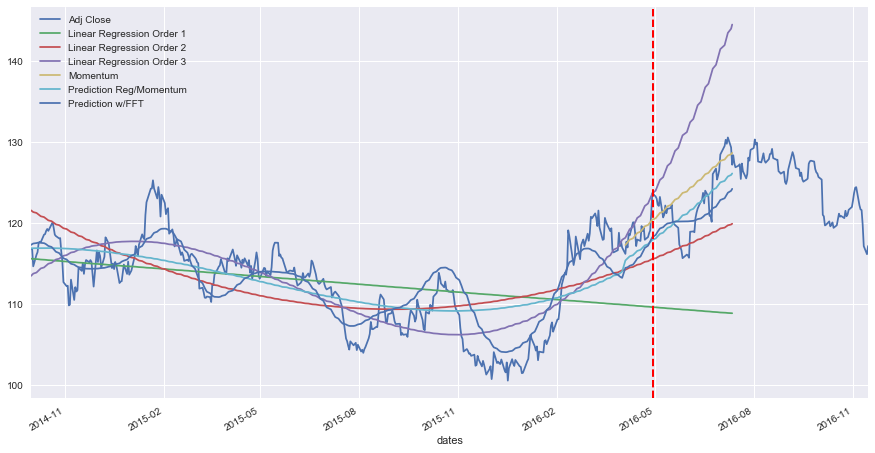 Adj Close
Linear Regression Order 1
Linear Regression Order 2
Linear Regression Order 3
Momentum
Prediction Reg/Momentum
Prediction w/FFT
140
130
120
110
100
2014-11
2015-02
2015-05
2015-08
2015-11
2016-02
2016-05
2016-08
2016-11
dates